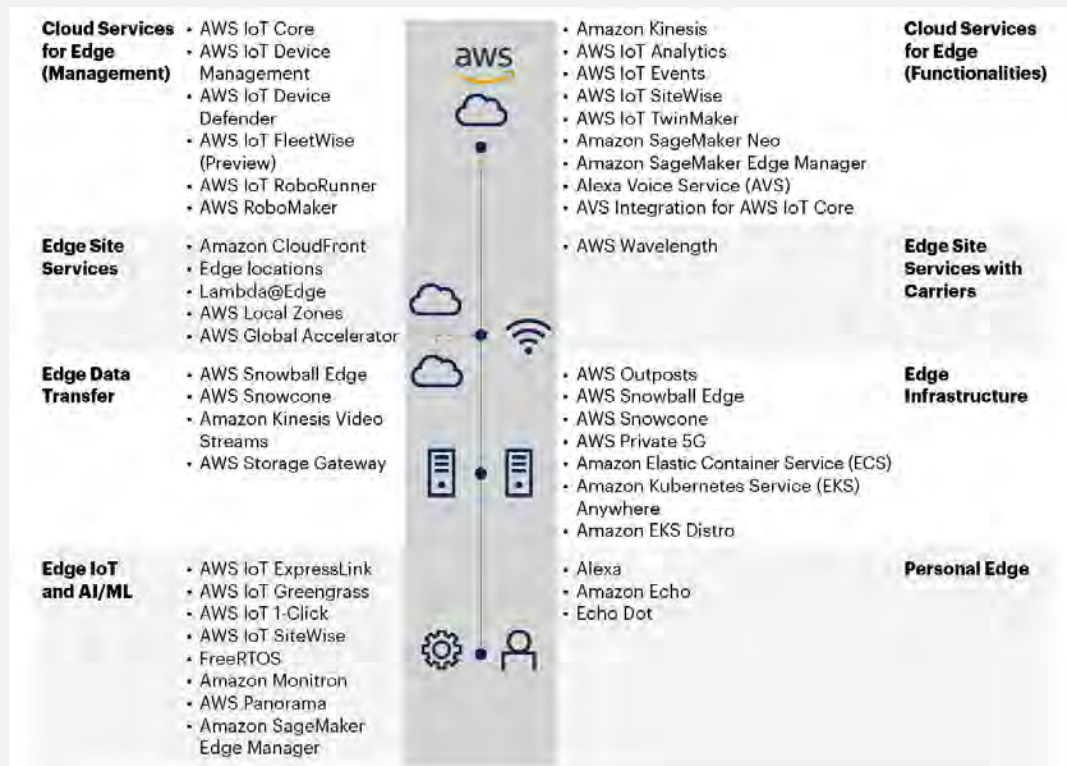 Cloud Services
for Edge
(Management)
• AWS IoT Core
• AWS IoT Device
Management
• AWS IoT Device
Defender
• AWS IoT FleetWise
(Preview)
• AWS IoT RoboRunner
• AWS RoboMaker
aws
• Amazon Kinesis
• AWS IoT Analytics
• AWS IoT Events
• AWS IoT SiteWise
• AWS IoT TwinMaker
• Amazon SageMaker Neo
• Amazon SageMaker Edge Manager
• Alexa Voice Service (AVS)
• AVS Integration for AWS IoT Core
Cloud Services
for Edge
(Functionalities)
Edge Site
Services
• Amazon CloudFront
• Edge locations
• Lambda@Edge
• AWS Local Zones
• AWS Global Accelerator
• AWS Wavelength
Edge Site
Services with
Carriers
Edge Data
Transfer
• AWS Snowball Edge
• AWS Snowcone
• Amazon Kinesis Video
Streams
• AWS Storage Gateway
• AWS Outposts
• AWS Snowball Edge
• AWS Snowcone
• AWS Private 5G
• Amazon Elastic Container Service (ECS)
• Amazon Kubernetes Service (EKS)
Anywhere
• Amazon EKS Distro
Edge
Infrastructure
Edge IoT
and AI/ML
• AWS IoT ExpressLink
• AWS IoT Greengrass
• AWS IoT 1-Click
• AWS IoT SiteWise
• FreeRTOS
• Amazon Monitron
• AWS Panorama
• Amazon SageMaker
Edge Manager
• Alexa
• Amazon Echo
• Echo Dot
Personal Edge